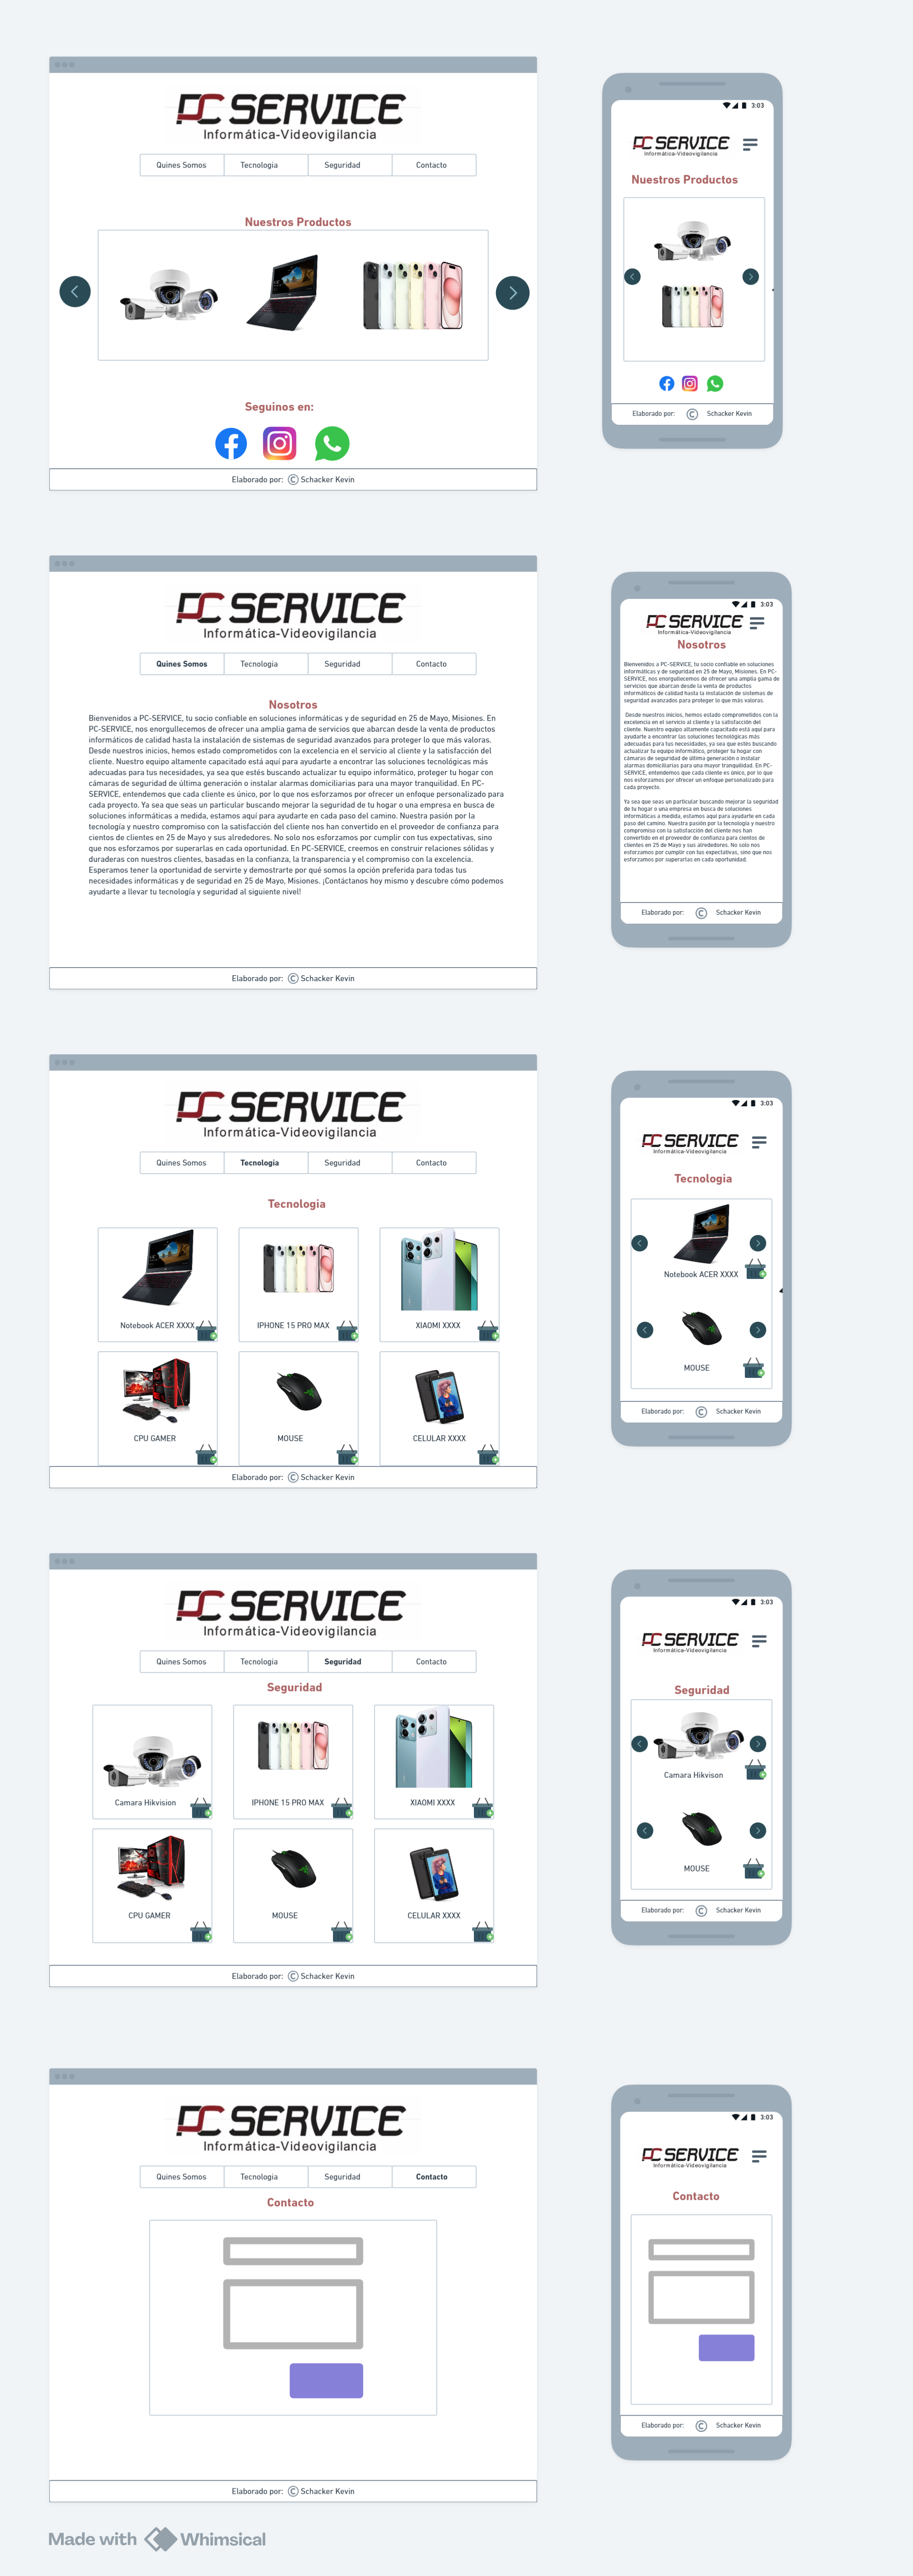 PC SERVICE
Informática-Videovigilancia
Quines Somos Tecnologia Seguridad Contacto
Nuestros Productos
Seguinos en:
Elaborado por: © Schacker Kevin
3:03
PC SERVICE
Informática-Videovigilancia
Nuestros Productos
Elaborado por: © Schacker Kevin
PC SERVICE
Informática-Videovigilancia
Quines Somos Tecnologia Seguridad Contacto
Nosotros
Bienvenidos a PC-SERVICE, tu socio confiable en soluciones informáticas y de seguridad en 25 de Mayo, Misiones. En
PC-SERVICE, nos enorgullecemos de ofrecer una amplia gama de servicios que abarcan desde la venta de productos
informáticos de calidad hasta la instalación de sistemas de seguridad avanzados para proteger lo que más valoras.
Desde nuestros inicios, hemos estado comprometidos con la excelencia en el servicio al cliente y la satisfacción del
cliente. Nuestro equipo altamente capacitado está aquí para ayudarte a encontrar las soluciones tecnológicas más
adecuadas para tus necesidades, ya sea que estés buscando actualizar tu equipo informático, proteger tu hogar con
cámaras de seguridad de última generación o instalar alarmas domiciliarias para una mayor tranquilidad. En PC-
SERVICE, entendemos que cada cliente es único, por lo que nos esforzamos por ofrecer un enfoque personalizado para
cada proyecto. Ya sea que seas un particular buscando mejorar la seguridad de tu hogar o una empresa en busca de
soluciones informáticas a medida, estamos aquí para ayudarte en cada paso del camino. Nuestra pasión por la
tecnología y nuestro compromiso con la satisfacción del cliente nos han convertido en el proveedor de confianza para
cientos de clientes en 25 de Mayo y sus alrededores. No solo nos esforzamos por cumplir con tus expectativas, sino
que nos esforzamos por superarlas en cada oportunidad. En PC-SERVICE, creemos en construir relaciones sólidas y
duraderas con nuestros clientes, basadas en la confianza, la transparencia y el compromiso con la excelencia.
Esperamos tener la oportunidad de servirte y demostrarte por qué somos la opción preferida para todas tus
necesidades informáticas y de seguridad en 25 de Mayo, Misiones. ¡Contáctanos hoy mismo y descubre cómo podemos
ayudarte a llevar tu tecnología y seguridad al siguiente nivel!
Elaborado por: © Schacker Kevin
3:03
PC SERVICE
Informática-Videovigilancia
Nosotros
Bienvenidos a PC-SERVICE, tu socio confiable en soluciones
informáticas y de seguridad en 25 de Mayo, Misiones. En PC-
SERVICE, nos enorgullecemos de ofrecer una amplia gama de
servicios que abarcan desde la venta de productos
informáticos de calidad hasta la instalación de sistemas de
seguridad avanzados para proteger lo que más valoras.
Desde nuestros inicios, hemos estado comprometidos con la
excelencia en el servicio al cliente y la satisfacción del
cliente. Nuestro equipo altamente capacitado está aquí para
ayudarte a encontrar las soluciones tecnológicas más
adecuadas para tus necesidades, ya sea que estés buscando
actualizar tu equipo informático, proteger tu hogar con
cámaras de seguridad de última generación o instalar
alarmas domiciliarias para una mayor tranquilidad. En PC-
SERVICE, entendemos que cada cliente es único, por lo que
nos esforzamos por ofrecer un enfoque personalizado para
cada proyecto.
Ya sea que seas un particular buscando mejorar la seguridad
de tu hogar o una empresa en busca de soluciones
informáticas a medida, estamos aquí para ayudarte en cada
paso del camino. Nuestra pasión por la tecnología y nuestro
compromiso con la satisfacción del cliente nos han
convertido en el proveedor de confianza para cientos de
clientes en 25 de Mayo y sus alrededores. No solo nos
esforzamos por cumplir con tus expectativas, sino que nos
esforzamos por superarlas en cada oportunidad.
Elaborado por: © Schacker Kevin
PC SERVICE
Informática-Videovigilancia
Quines Somos Tecnologia Seguridad Contacto
Tecnologia
Notebook ACER XXXX IPHONE 15 PRO MAX XIAOMI XXXX
CPU GAMER MOUSE CELULAR XXXX
Elaborado por: © Schacker Kevin
3:03
PC SERVICE
Informática-Videovigilancia
Tecnologia
Notebook ACER XXXX
MOUSE
Elaborado por: © Schacker Kevin
PC SERVICE
Informática-Videovigilancia
Quines Somos Tecnologia Seguridad Contacto
Seguridad
Camara Hikvision IPHONE 15 PRO MAX XIAOMI XXXX
CPU GAMER MOUSE CELULAR XXXX
Elaborado por: © Schacker Kevin
3:03
PC SERVICE
Informática-Videovigilancia
Seguridad
Camara Hikvison
MOUSE
Elaborado por: © Schacker Kevin
PC SERVICE
Informática-Videovigilancia
Quines Somos Tecnologia Seguridad Contacto
Contacto
Elaborado por: © Schacker Kevin
3:03
PC SERVICE
Informática-Videovigilancia
Contacto
Elaborado por: © Schacker Kevin
Made with Whimsical